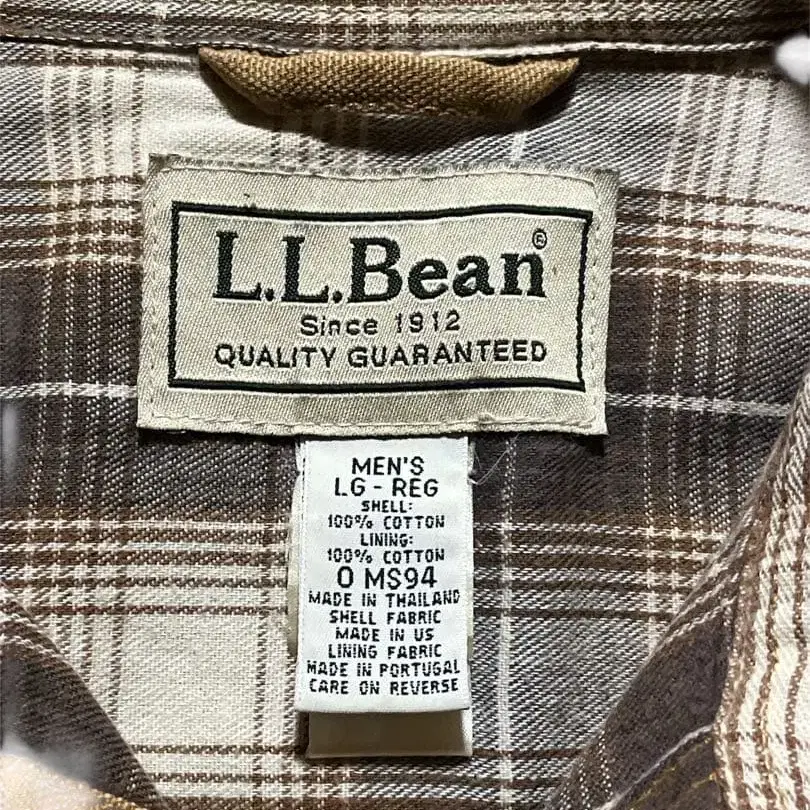 L.L.Bean®
Since 1912
QUALITY GUARANTEED
MEN'S
LG - REG
SHELL:
100% COTTON
LINING:
100% COTTON
0 MS94
MADE IN THAILAND
SHELL FABRIC
MADE IN US
LINING FABRIC
MADE IN PORTUGAL
CARE ON REVERSE